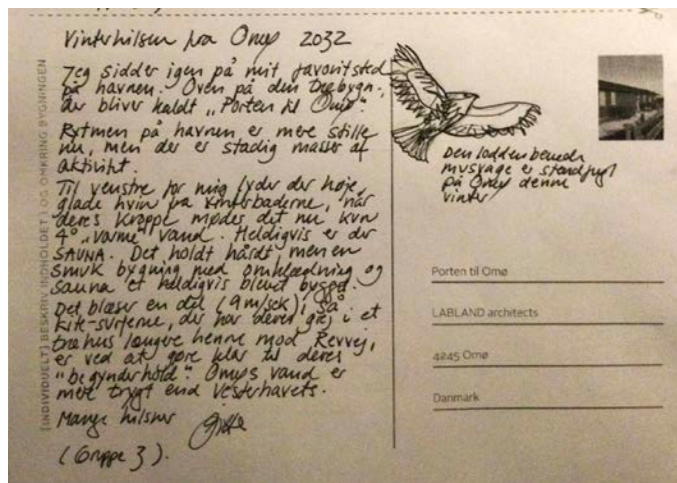 Vinterhilsen fra Omø 2032
Jeg sidder igen på mit favoritsted
på havnen. Oven på den træbygn.,
der bliver kaldt „Porten til Omø".
Rytmen på havnen er mere stille
nu, men der er stadig masser af
aktivitet.
Til venstre for mig lyder der høje,
glade hvin fra vinterbaderne, når
deres kroppe mødes det nu kun
4° „varme" vand. Heldigvis er der
SAUNA. Det holdt hårdt, men en
smuk bygning med omklædning og
sauna er heldigvis blevet bygget.
Det blæser en del (9 m/sek), så
kite-surferne, der har deres grej i et
træhus længere henne mod Revvej,
er ved at gøre klar til deres
"begynderhold". Omøs vand er
mere trygt end Vesterhavets.
Mange hilsner Gitte
(Gruppe 3).
[INDIVIDUELT] BESKRIV INDHOLDET I OG OMKRING BYGNINGEN
Den lodden benede
musvåge er standfugl
på Omø denne
vinter
Porten til Omø
LABLAND architects
4245 Omø
Danmark